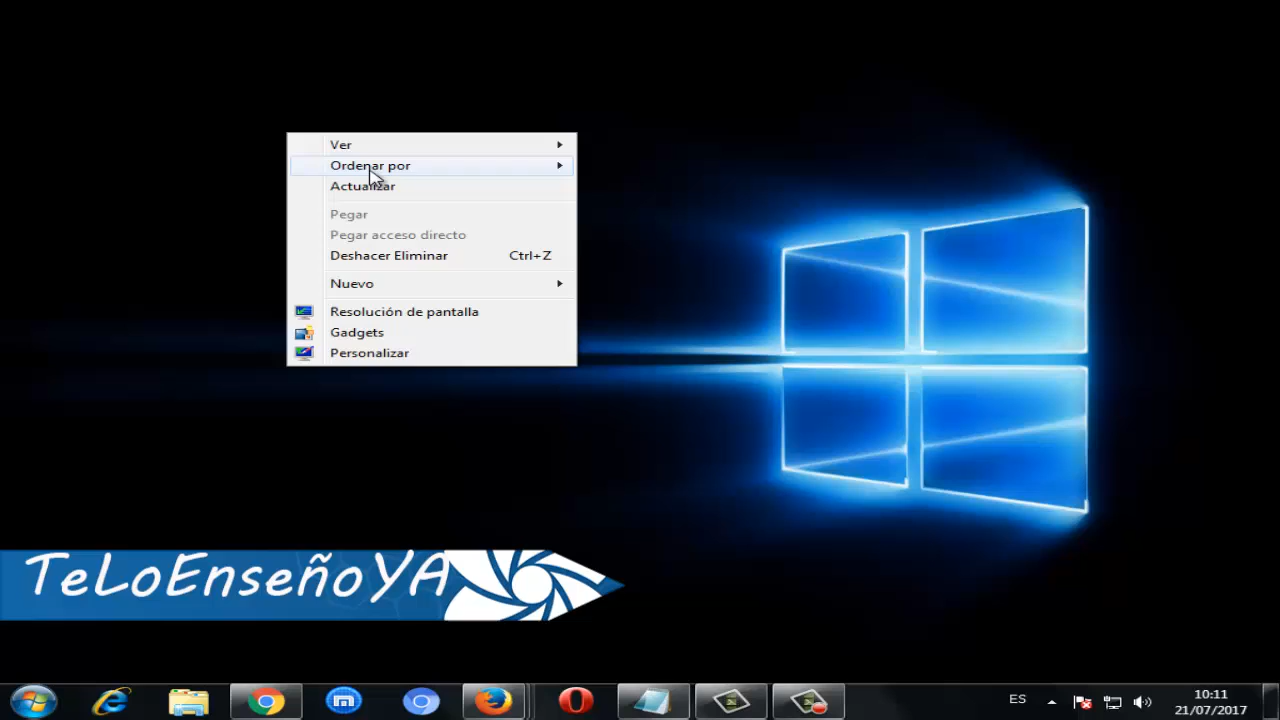 Ver
Ordenar por
Actualizar
Pegar
Pegar acceso directo
Deshacer Eliminar Ctrl+Z
Nuevo
Resolución de pantalla
Gadgets
Personalizar
TeLoEnseñoYA
ES
10:11
21/07/2017